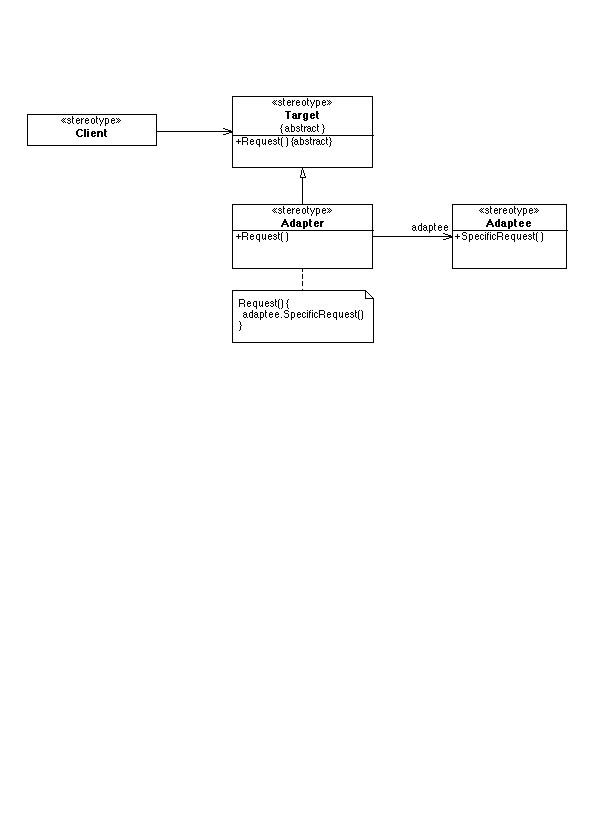 «stereotype»
Client
«stereotype»
Target
{abstract}
+Request() {abstract}
«stereotype»
Adapter
+Request()
adaptee
«stereotype»
Adaptee
+SpecificRequest()
Request() {
adaptee.SpecificRequest()
}